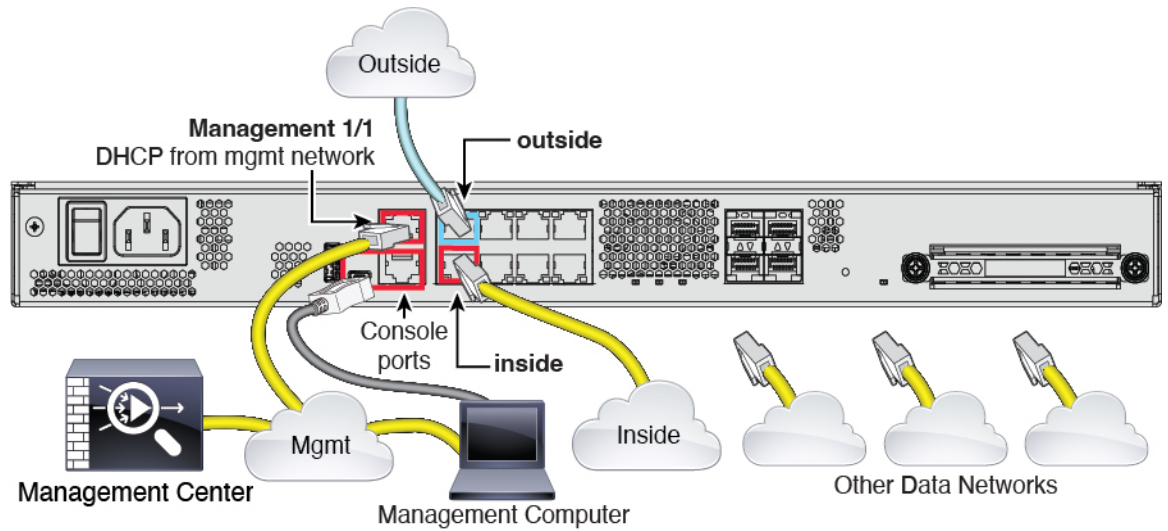 Outside
Management 1/1
DHCP from mgmt network
outside
Console
ports
inside
Mgmt
Inside
Management Center
Management Computer
Other Data Networks